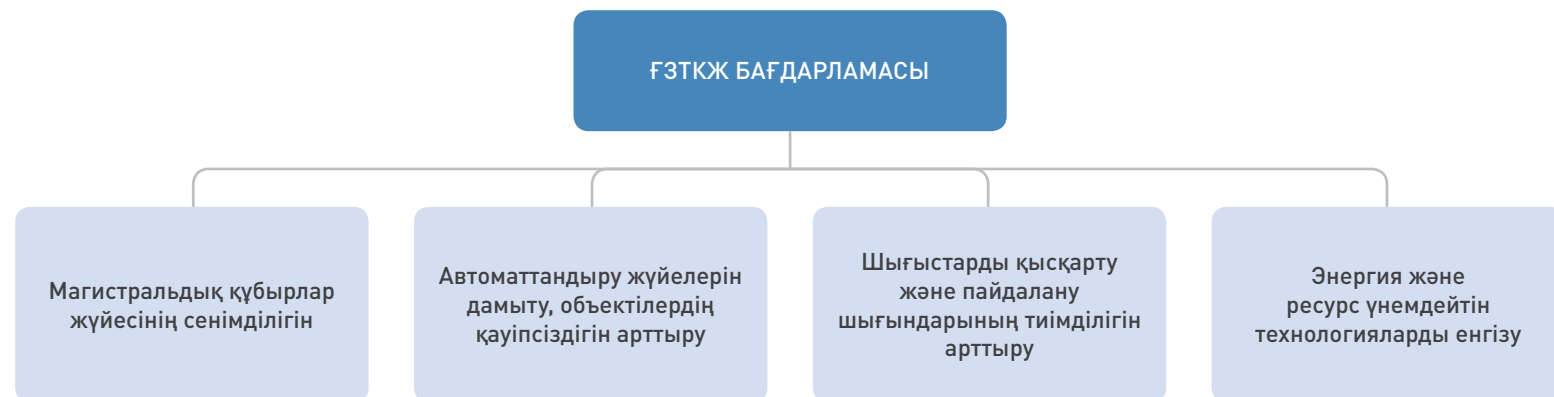 ҒЗТКЖ БАҒДАРЛАМАСЫ
Магистральдық құбырлар
жүйесінің сенімділігін
Автоматтандыру жүйелерін
дамыту, объектілердің
қауіпсіздігін арттыру
Шығыстарды қысқарту
және пайдалану
шығындарының тиімділігін
арттыру
Энергия және
ресурс үнемдейтін
технологияларды енгізу